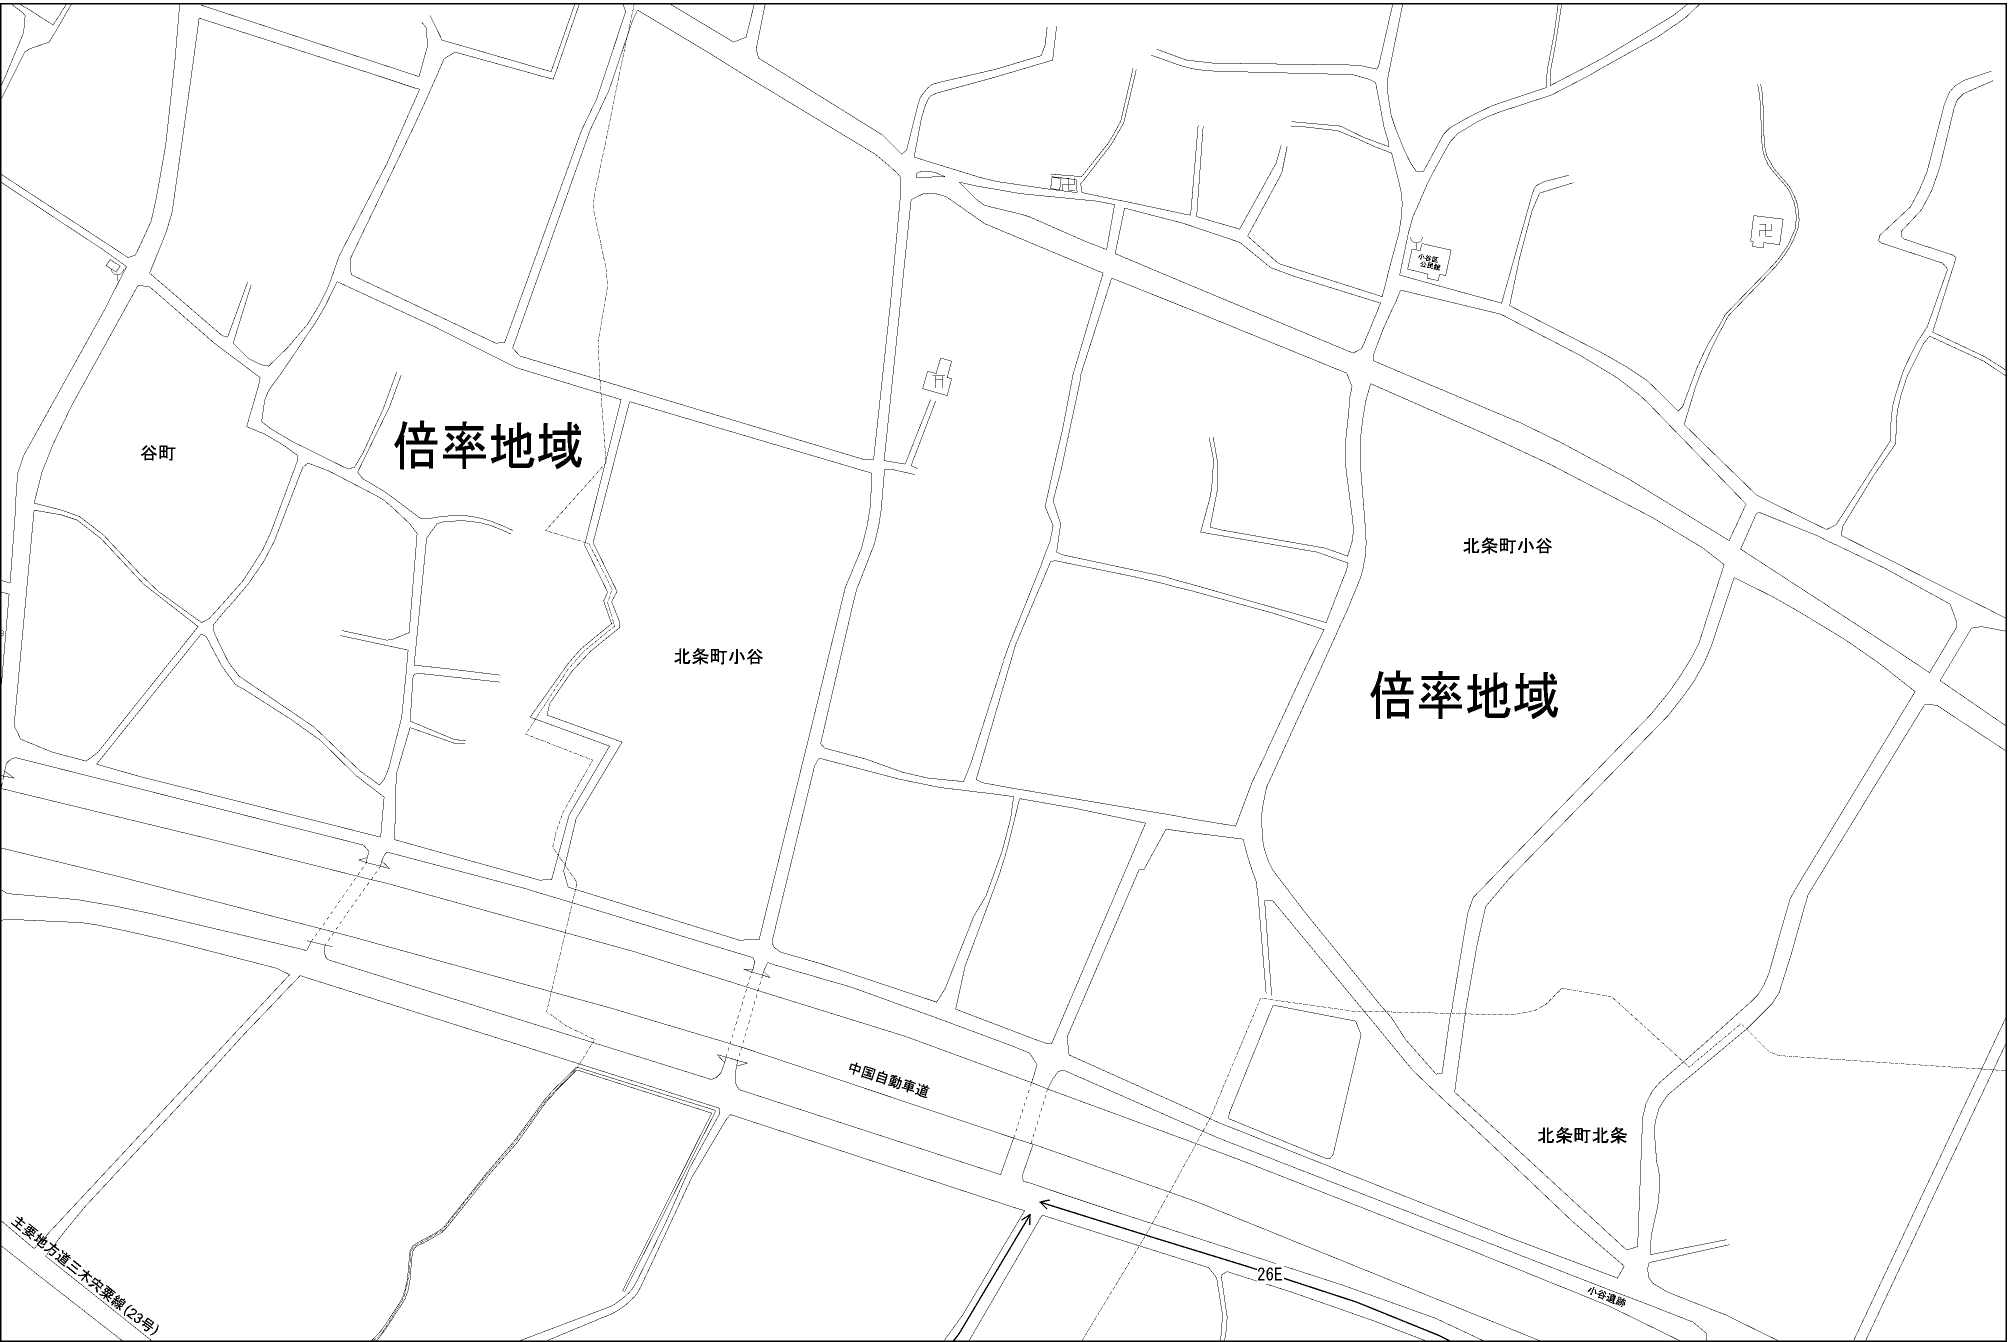 小谷区
公民館
谷町
倍率地域
北条町小谷
北条町小谷
倍率地域
中国自動車道
北条町北条
主要地方道三木宍粟線(23号)
26E
小谷遺跡